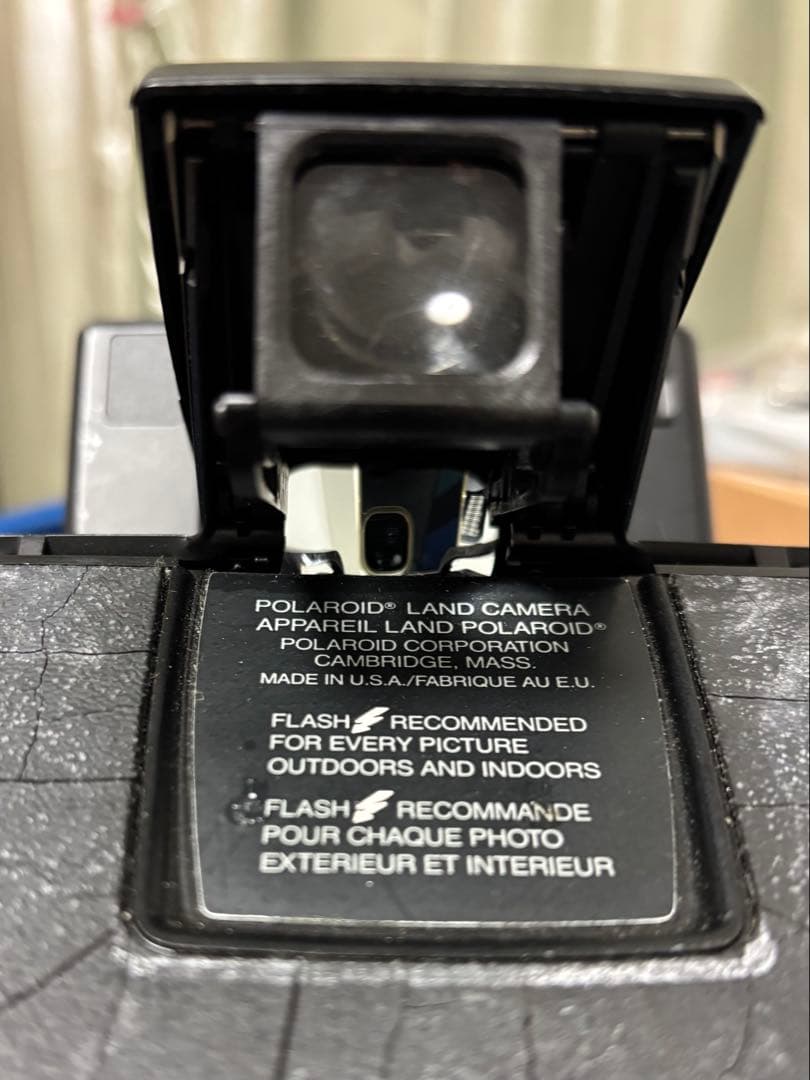 POLAROID® LAND CAMERA
APPAREIL LAND POLAROID®
POLAROID CORPORATION
CAMBRIDGE, MASS.
MADE IN U.S.A./FABRIQUE AU E.U.
FLASH RECOMMENDED
FOR EVERY PICTURE
OUTDOORS AND INDOORS
FLASH RECOMMANDE
POUR CHAQUE PHOTO
EXTERIEUR ET INTERIEUR